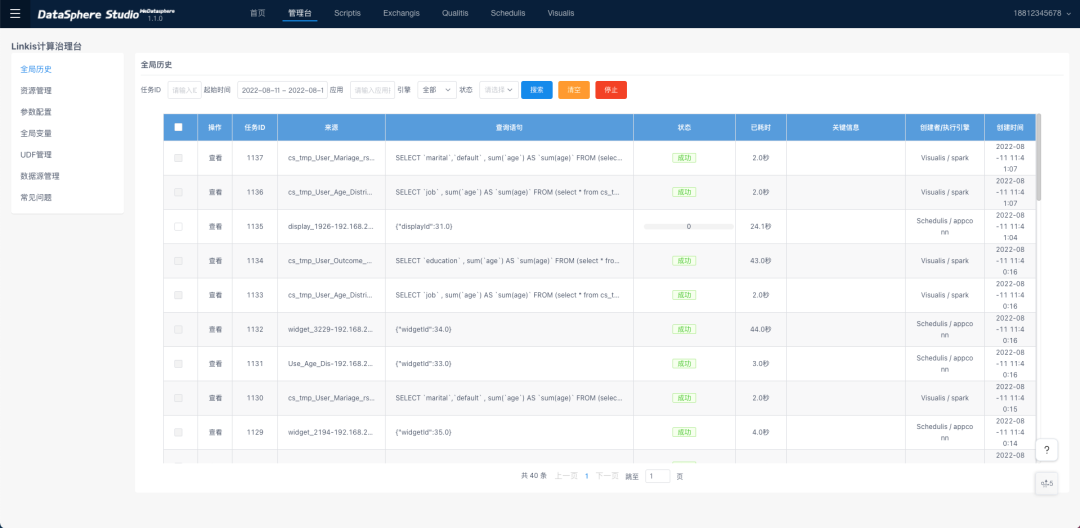 DataSphere Studio WeDatasphere 1.1.0 首页 管理台 Scriptis Exchangis Qualitis Schedulis Visualis 18812345678
Linkis计算治理台
全局历史
资源管理
参数配置
全局变量
UDF管理
数据源管理
常见问题
全局历史
任务ID 请输入ID 起始时间 2022-08-11 - 2022-08-1 应用 请输入应用 引擎 全部 状态 请选择 搜索 清空 停止
操作 任务ID 来源 查询语句 状态 已耗时 关键信息 创建者/执行引擎 创建时间
查看 1137 cs_tmp_User_Mariage_rs... SELECT `marital`,`default` , sum(`age`) AS `sum(age)` FROM (selec... 成功 2.0秒 Visualis / spark 2022-08-11 11:41:07
查看 1136 cs_tmp_User_Age_Distri... SELECT `job` , sum(`age`) AS `sum(age)` FROM (select * from cs_t... 成功 2.0秒 Visualis / spark 2022-08-11 11:41:07
查看 1135 display_1926-192.168.2... {"displayId":31.0} 0 24.1秒 Schedulis / appconn 2022-08-11 11:41:04
查看 1134 cs_tmp_User_Outcome_... SELECT `education` , sum(`age`) AS `sum(age)` FROM (select * fro... 成功 43.0秒 Visualis / spark 2022-08-11 11:40:16
查看 1133 cs_tmp_User_Age_Distri... SELECT `job` , sum(`age`) AS `sum(age)` FROM (select * from cs_t... 成功 2.0秒 Visualis / spark 2022-08-11 11:40:16
查看 1132 widget_3229-192.168.2... {"widgetId":34.0} 成功 44.0秒 Schedulis / appconn 2022-08-11 11:40:16
查看 1131 Use_Age_Dis-192.168.2... {"widgetId":33.0} 成功 3.0秒 Schedulis / appconn 2022-08-11 11:40:16
查看 1130 cs_tmp_User_Mariage_rs... SELECT `marital`,`default` , sum(`age`) AS `sum(age)` FROM (selec... 成功 2.0秒 Visualis / spark 2022-08-11 11:40:15
查看 1129 widget_2194-192.168.2... {"widgetId":35.0} 成功 4.0秒 Schedulis / appconn 2022-08-11 11:40:14
2022-08
共 40 条 上一页 1 下一页 跳至 1 页
?